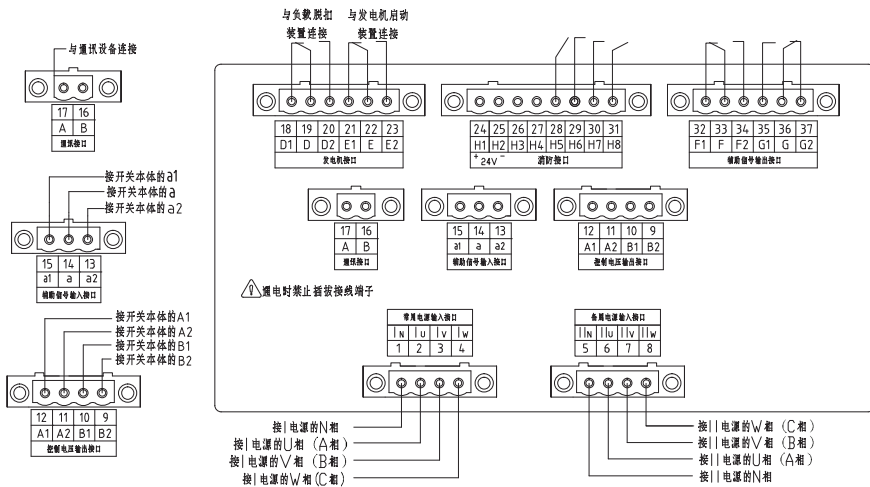 与负载脱扣
装置连接
与发电机启动
装置连接
与通讯设备连接
17 16
A B
通讯接口
18 19 20 21 22 23
D1 D D2 E1 E E2
发电机接口
24 25 26 27 28 29 30 31
H1 H2 H3 H4 H5 H6 H7 H8
+ 24V -
消防接口
32 33 34 35 36 37
F1 F F2 G1 G G2
辅助信号输出接口
接开关本体的a1
接开关本体的a
接开关本体的a2
15 14 13
a1 a a2
辅助信号输入接口
17 16
A B
通讯接口
15 14 13
a1 a a2
辅助信号输入接口
12 11 10 9
A1 A2 B1 B2
控制电压输出接口
通电时禁止插拔接线端子
接开关本体的A1
接开关本体的A2
接开关本体的B1
接开关本体的B2
12 11 10 9
A1 A2 B1 B2
控制电压输出接口
常用电源输入接口
IN IU IV IW
1 2 3 4
备用电源输入接口
IIN IIU IIV IIW
5 6 7 8
接I电源的N相
接I电源的U相（A相）
接I电源的V相（B相）
接I电源的W相(C相)
接II电源的W相（C相）
接II电源的V相（B相）
接II电源的U相（A相）
接II电源的N相